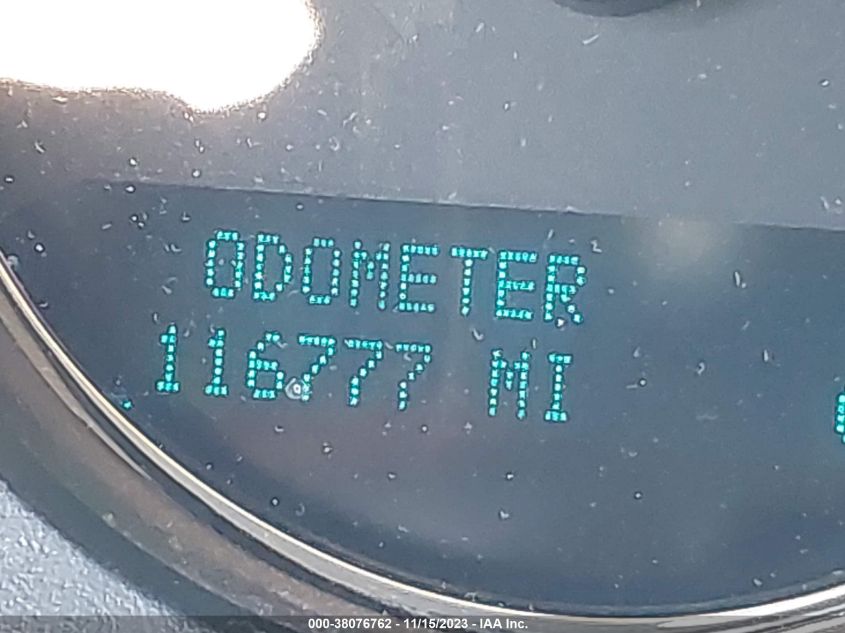 ODOMETER
116777 MI
000-38076762 - 11/15/2023 - IAA Inc.